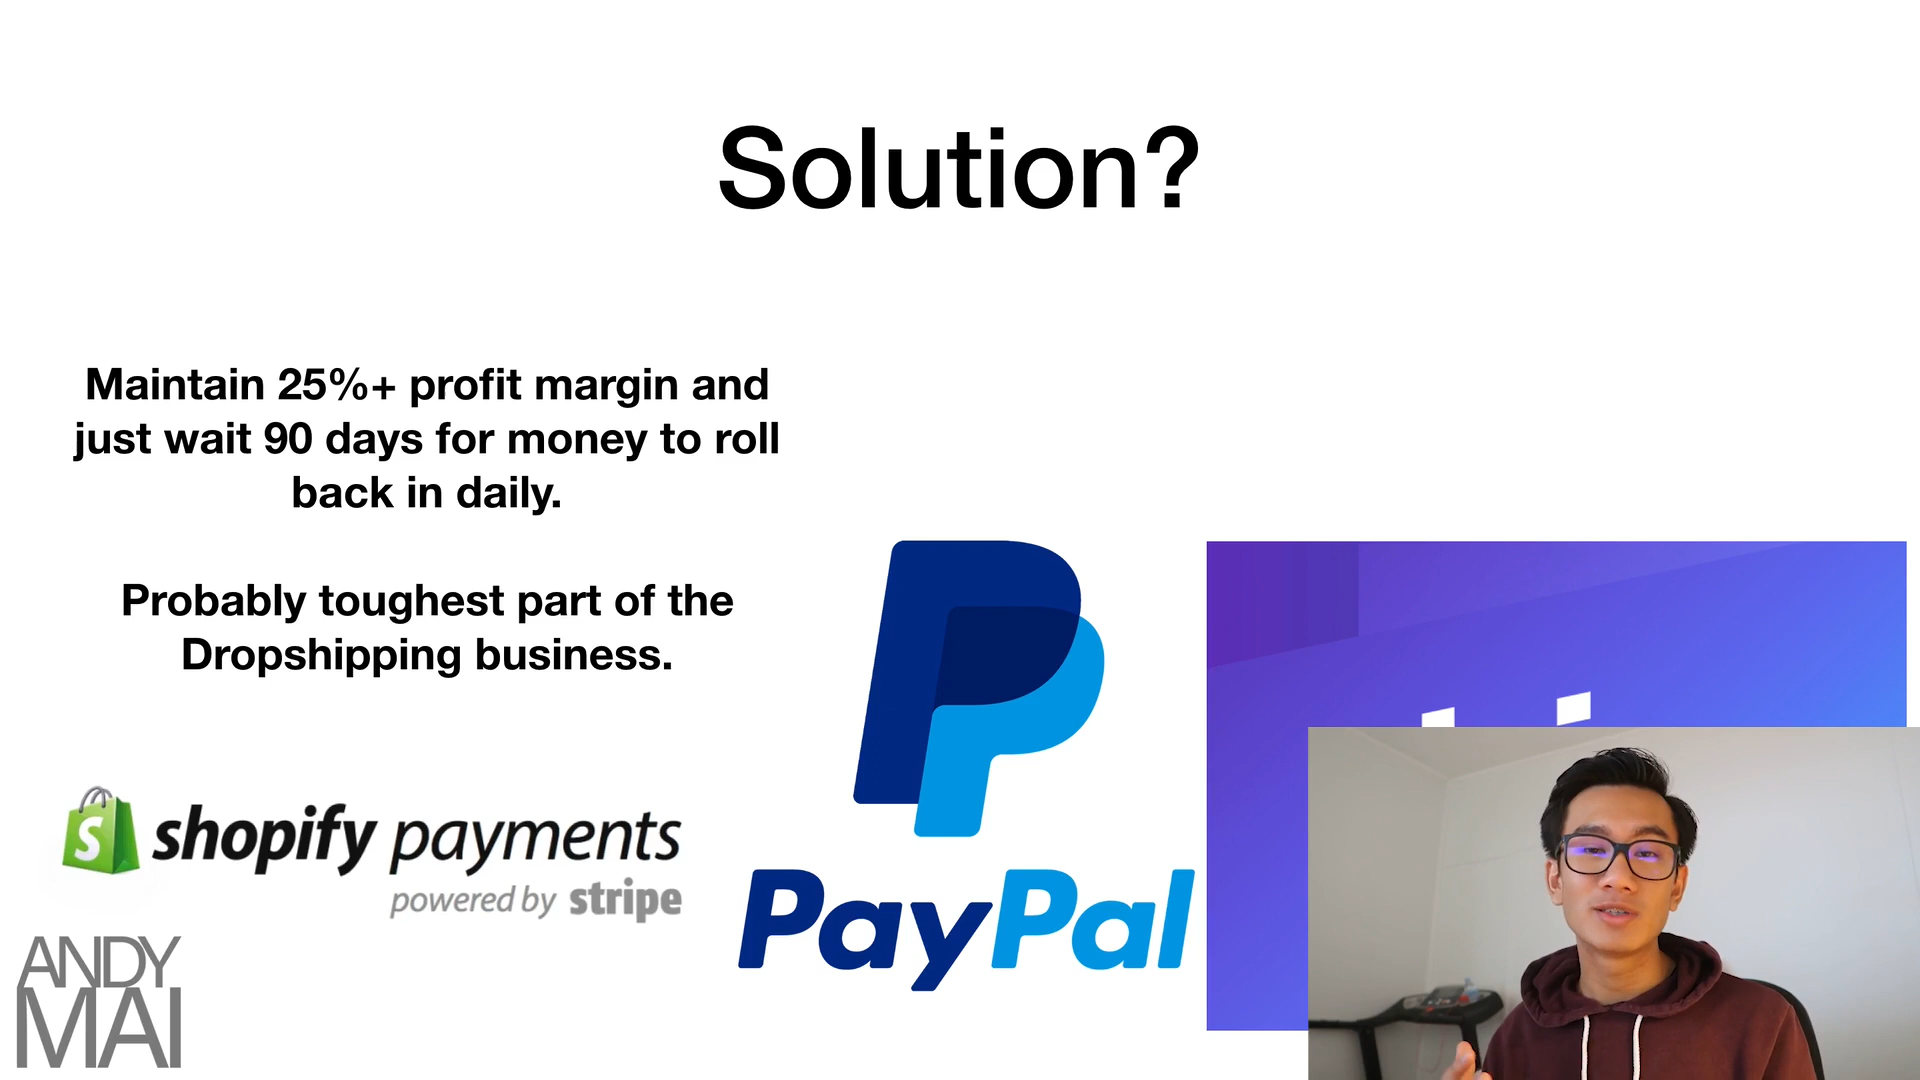 Solution?
Maintain 25%+ profit margin and
just wait 90 days for money to roll
back in daily.
Probably toughest part of the
Dropshipping business.
shopify payments
powered by stripe
PayPal
ANDY
MAI